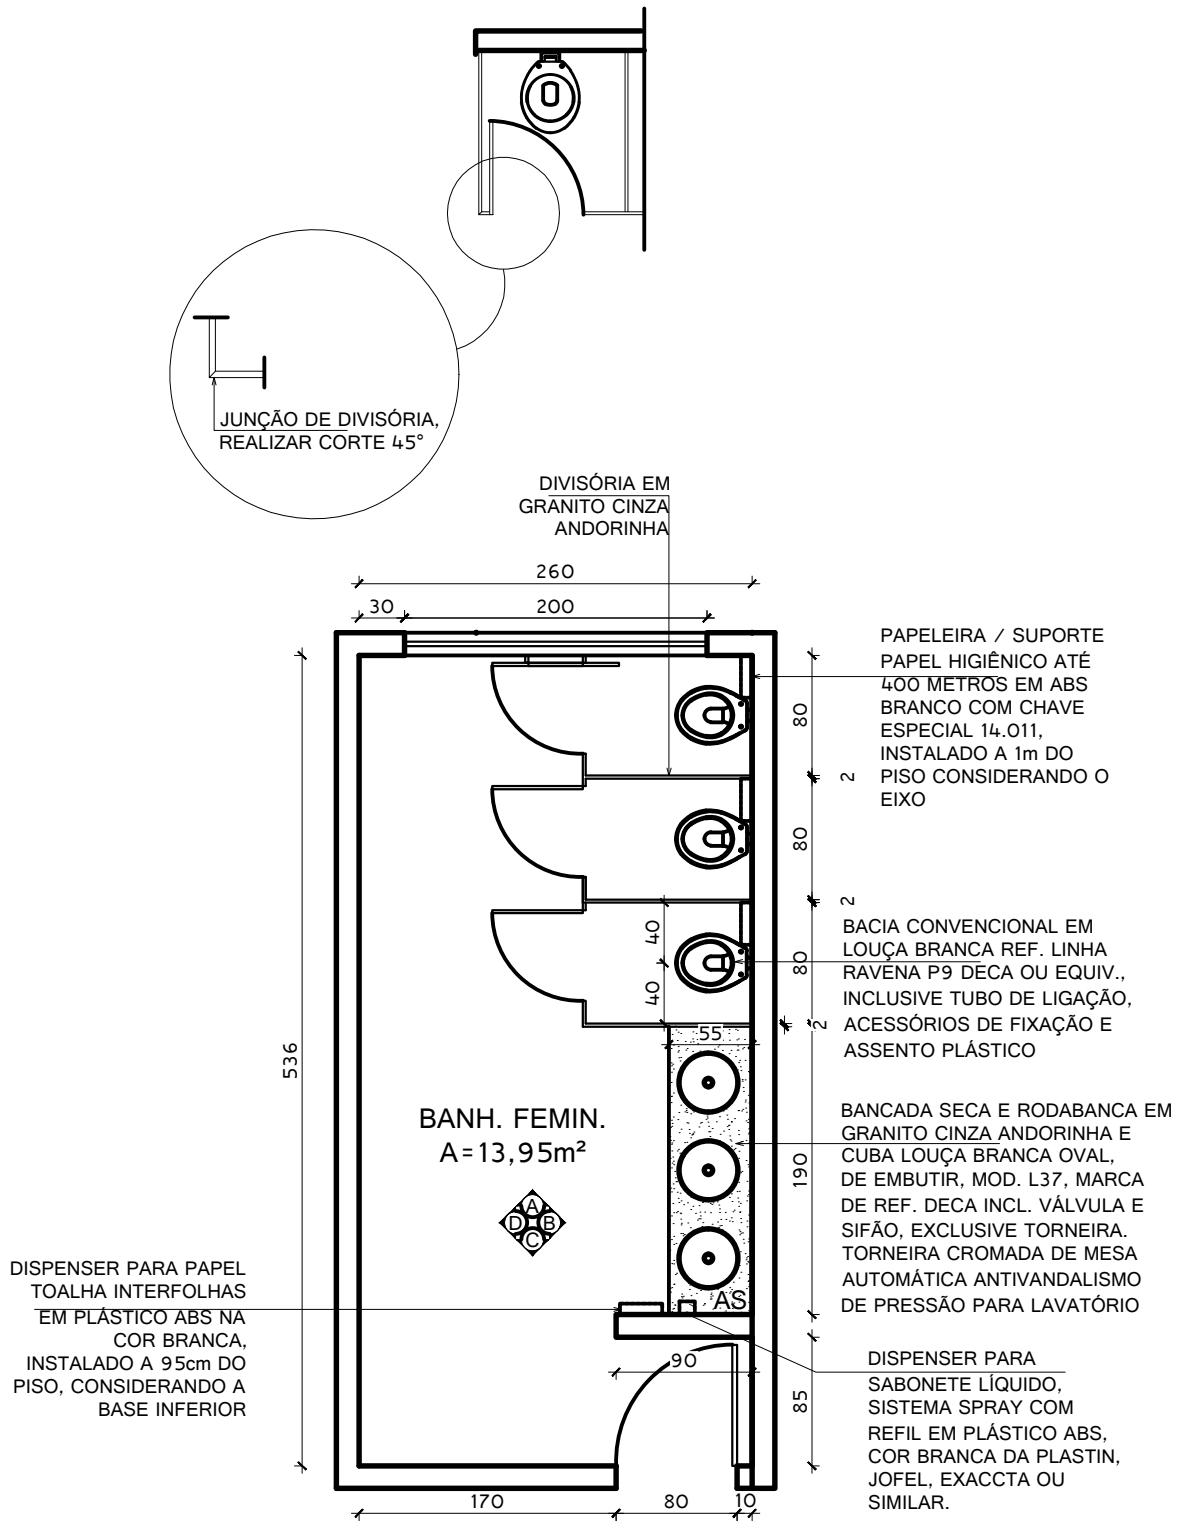 JUNÇÃO DE DIVISÓRIA,
REALIZAR CORTE 45°
DIVISÓRIA EM
GRANITO CINZA
ANDORINHA
260
30
200
PAPELEIRA / SUPORTE
PAPEL HIGIÊNICO ATÉ
400 METROS EM ABS
BRANCO COM CHAVE
ESPECIAL 14.011,
INSTALADO A 1m DO
PISO CONSIDERANDO O
EIXO
80
2
80
2
40
40
80
2
BACIA CONVENCIONAL EM
LOUÇA BRANCA REF. LINHA
RAVENA P9 DECA OU EQUIV.,
INCLUSIVE TUBO DE LIGAÇÃO,
ACESSÓRIOS DE FIXAÇÃO E
ASSENTO PLÁSTICO
55
536
BANH. FEMIN.
A=13,95m²
A
D
B
C
190
BANCADA SECA E RODABANCA EM
GRANITO CINZA ANDORINHA E
CUBA LOUÇA BRANCA OVAL,
DE EMBUTIR, MOD. L37, MARCA
DE REF. DECA INCL. VÁLVULA E
SIFÃO, EXCLUSIVE TORNEIRA.
TORNEIRA CROMADA DE MESA
AUTOMÁTICA ANTIVANDALISMO
DE PRESSÃO PARA LAVATÓRIO
AS
DISPENSER PARA PAPEL
TOALHA INTERFOLHAS
EM PLÁSTICO ABS NA
COR BRANCA,
INSTALADO A 95cm DO
PISO, CONSIDERANDO A
BASE INFERIOR
90
85
DISPENSER PARA
SABONETE LÍQUIDO,
SISTEMA SPRAY COM
REFIL EM PLÁSTICO ABS,
COR BRANCA DA PLASTIN,
JOFEL, EXACCTA OU
SIMILAR.
170
80
10